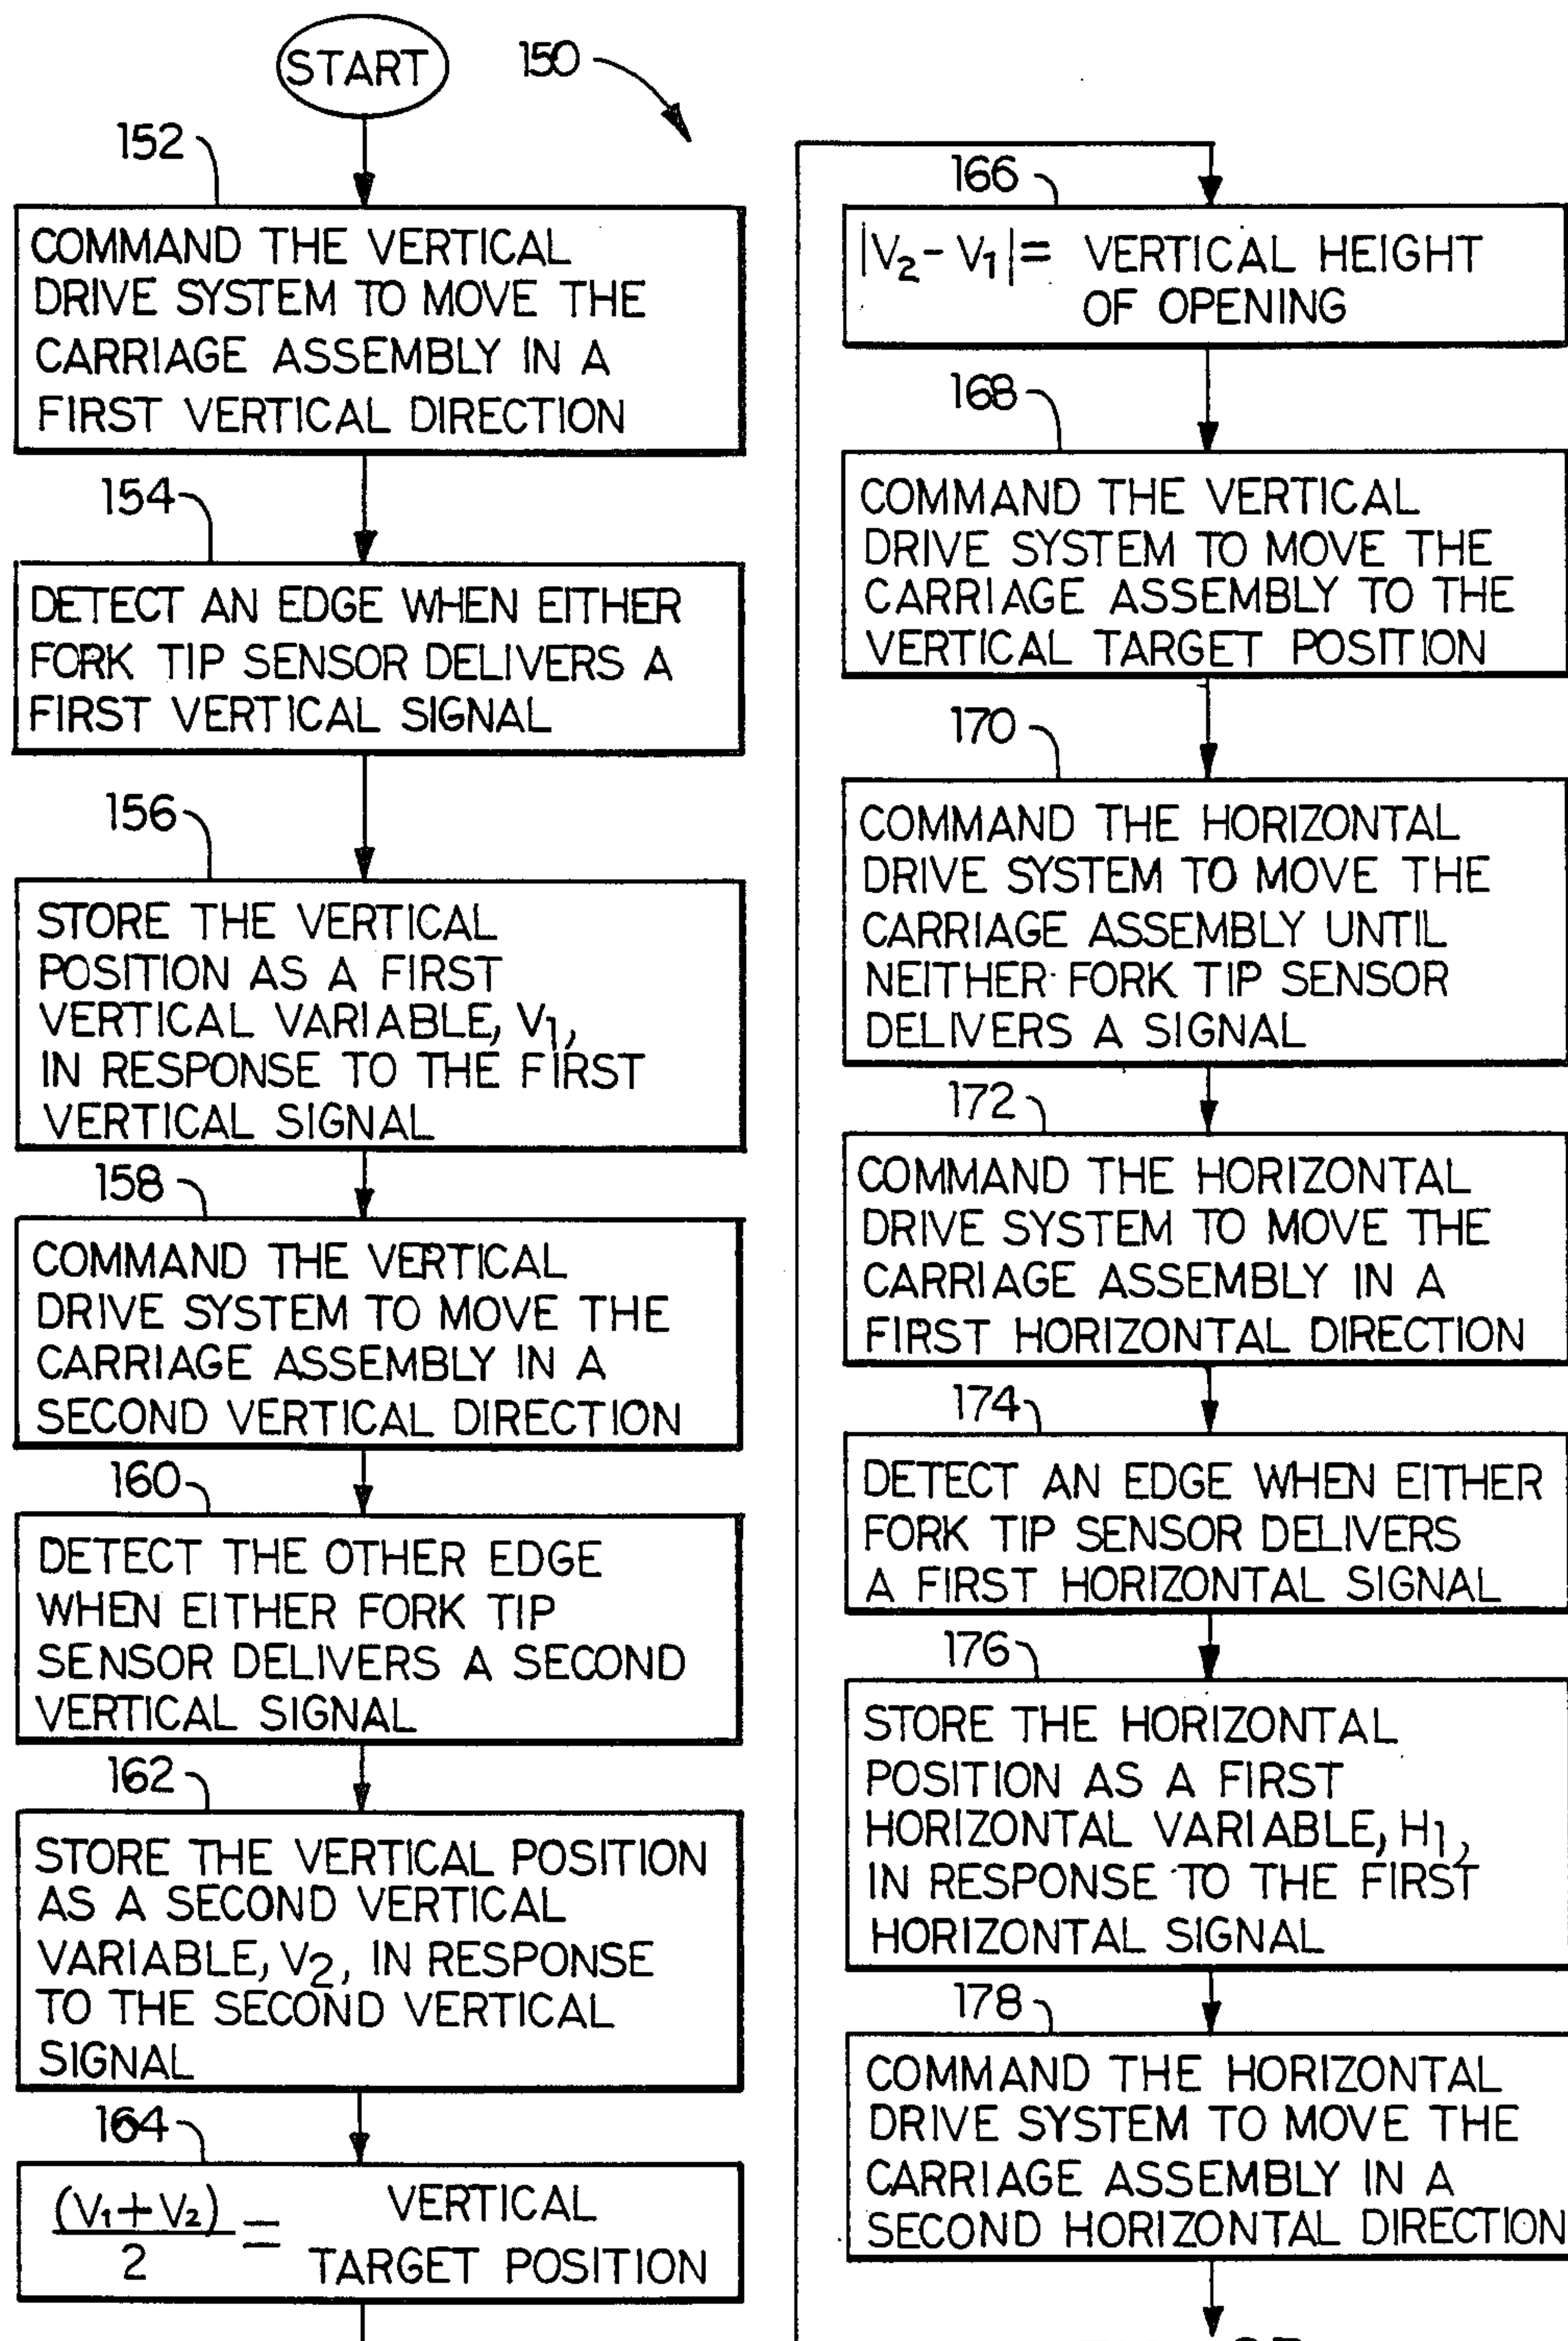 START
150
152
COMMAND THE VERTICAL
DRIVE SYSTEM TO MOVE THE
CARRIAGE ASSEMBLY IN A
FIRST VERTICAL DIRECTION
154
DETECT AN EDGE WHEN EITHER
FORK TIP SENSOR DELIVERS A
FIRST VERTICAL SIGNAL
156
STORE THE VERTICAL
POSITION AS A FIRST
VERTICAL VARIABLE, V1,
IN RESPONSE TO THE FIRST
VERTICAL SIGNAL
158
COMMAND THE VERTICAL
DRIVE SYSTEM TO MOVE THE
CARRIAGE ASSEMBLY IN A
SECOND VERTICAL DIRECTION
160
DETECT THE OTHER EDGE
WHEN EITHER FORK TIP
SENSOR DELIVERS A SECOND
VERTICAL SIGNAL
162
STORE THE VERTICAL POSITION
AS A SECOND VERTICAL
VARIABLE, V2, IN RESPONSE
TO THE SECOND VERTICAL
SIGNAL
164
(V1+V2)/2 = VERTICAL
TARGET POSITION
166
|V2-V1|= VERTICAL HEIGHT
OF OPENING
168
COMMAND THE VERTICAL
DRIVE SYSTEM TO MOVE THE
CARRIAGE ASSEMBLY TO THE
VERTICAL TARGET POSITION
170
COMMAND THE HORIZONTAL
DRIVE SYSTEM TO MOVE THE
CARRIAGE ASSEMBLY UNTIL
NEITHER FORK TIP SENSOR
DELIVERS A SIGNAL
172
COMMAND THE HORIZONTAL
DRIVE SYSTEM TO MOVE THE
CARRIAGE ASSEMBLY IN A
FIRST HORIZONTAL DIRECTION
174
DETECT AN EDGE WHEN EITHER
FORK TIP SENSOR DELIVERS
A FIRST HORIZONTAL SIGNAL
176
STORE THE HORIZONTAL
POSITION AS A FIRST
HORIZONTAL VARIABLE, H1,
IN RESPONSE TO THE FIRST
HORIZONTAL SIGNAL
178
COMMAND THE HORIZONTAL
DRIVE SYSTEM TO MOVE THE
CARRIAGE ASSEMBLY IN A
SECOND HORIZONTAL DIRECTION